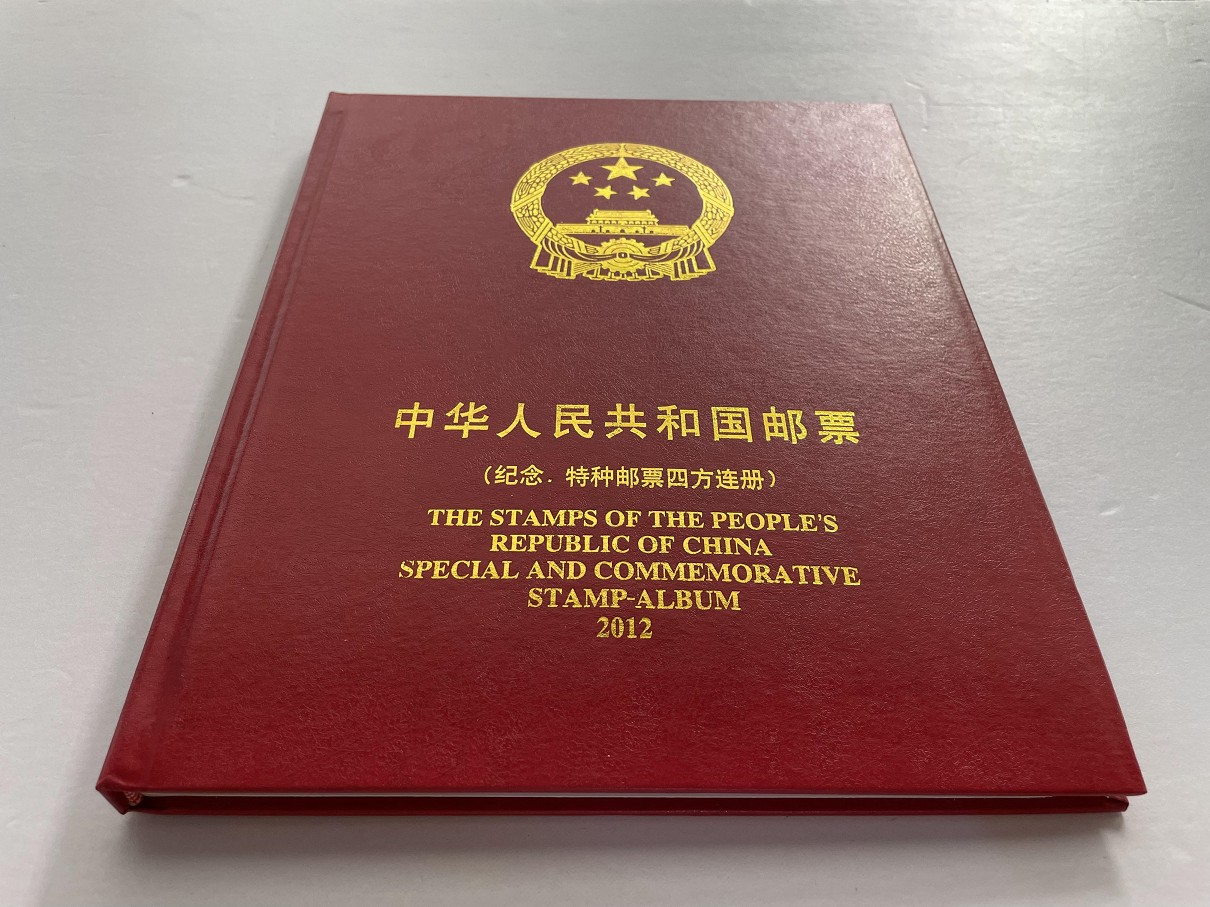 中华人民共和国邮票
（纪念．特种邮票四方连册）
THE STAMPS OF THE PEOPLE'S
REPUBLIC OF CHINA
SPECIAL AND COMMEMORATIVE
STAMP-ALBUM
2012